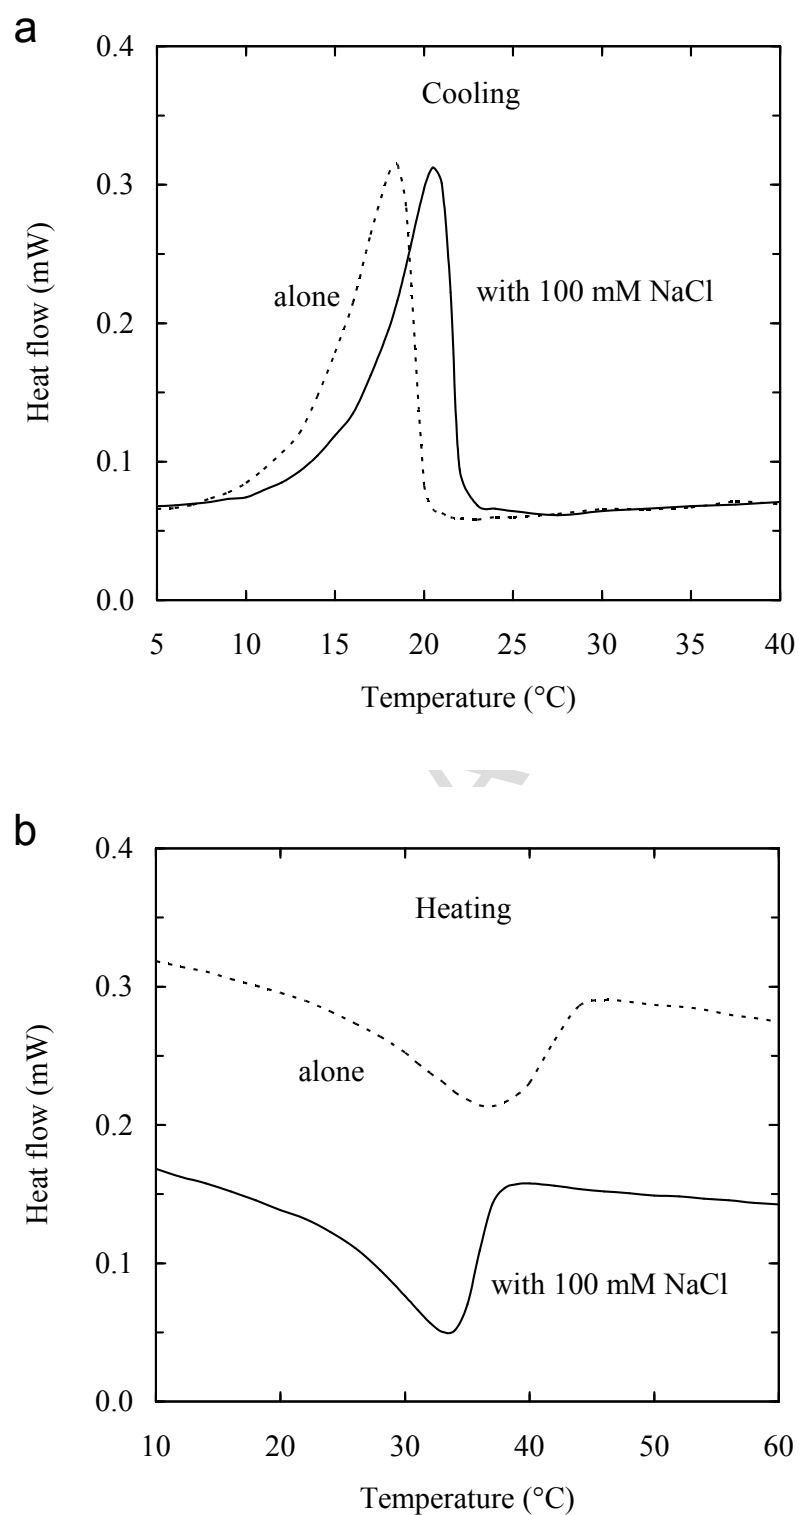 a
0.4
Cooling
0.3
alone
with 100 mM NaCl
0.2
Heat flow (mW)
0.1
0.0
5 10 15 20 25 30 35 40
Temperature (°C)
b
0.4
Heating
0.3
alone
0.2
Heat flow (mW)
0.1
with 100 mM NaCl
0.0
10 20 30 40 50 60
Temperature (°C)